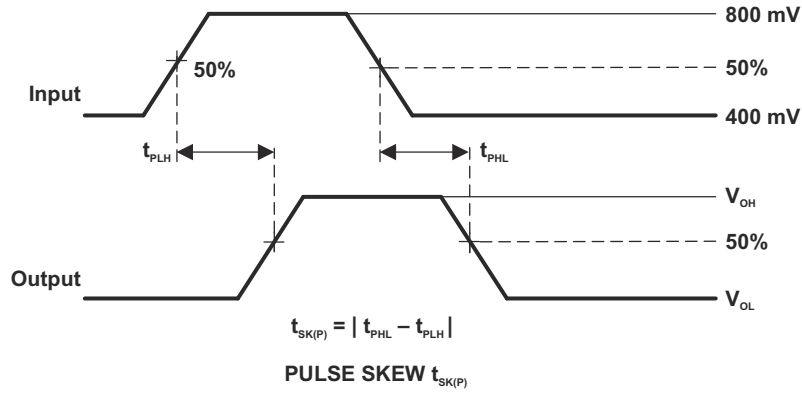 800 mV
50%
50%
Input
400 mV
tPLH
tPHL
VOH
50%
Output
VOL
tSK(P) = | tPHL – tPLH |
PULSE SKEW tSK(P)